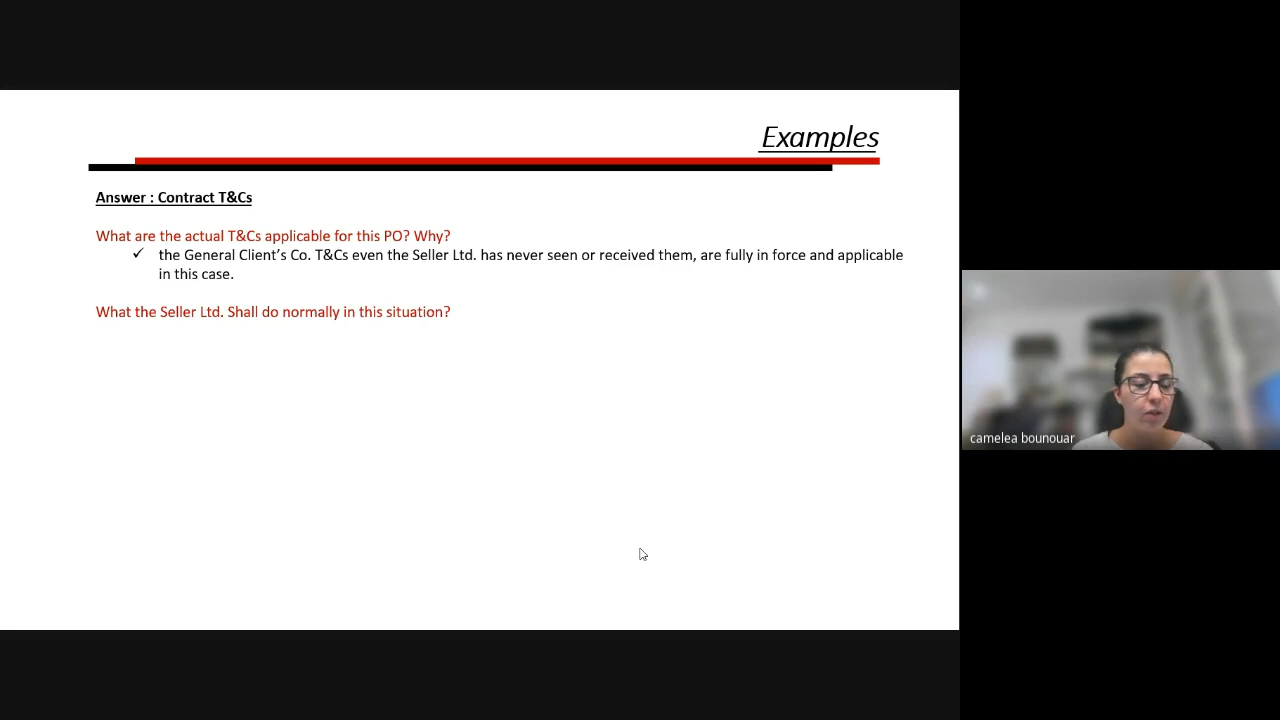 Examples
Answer : Contract T&Cs
What are the actual T&Cs applicable for this PO? Why?
✓ the General Client's Co. T&Cs even the Seller Ltd. has never seen or received them, are fully in force and applicable
in this case.
What the Seller Ltd. Shall do normally in this situation?
camelea bounouar